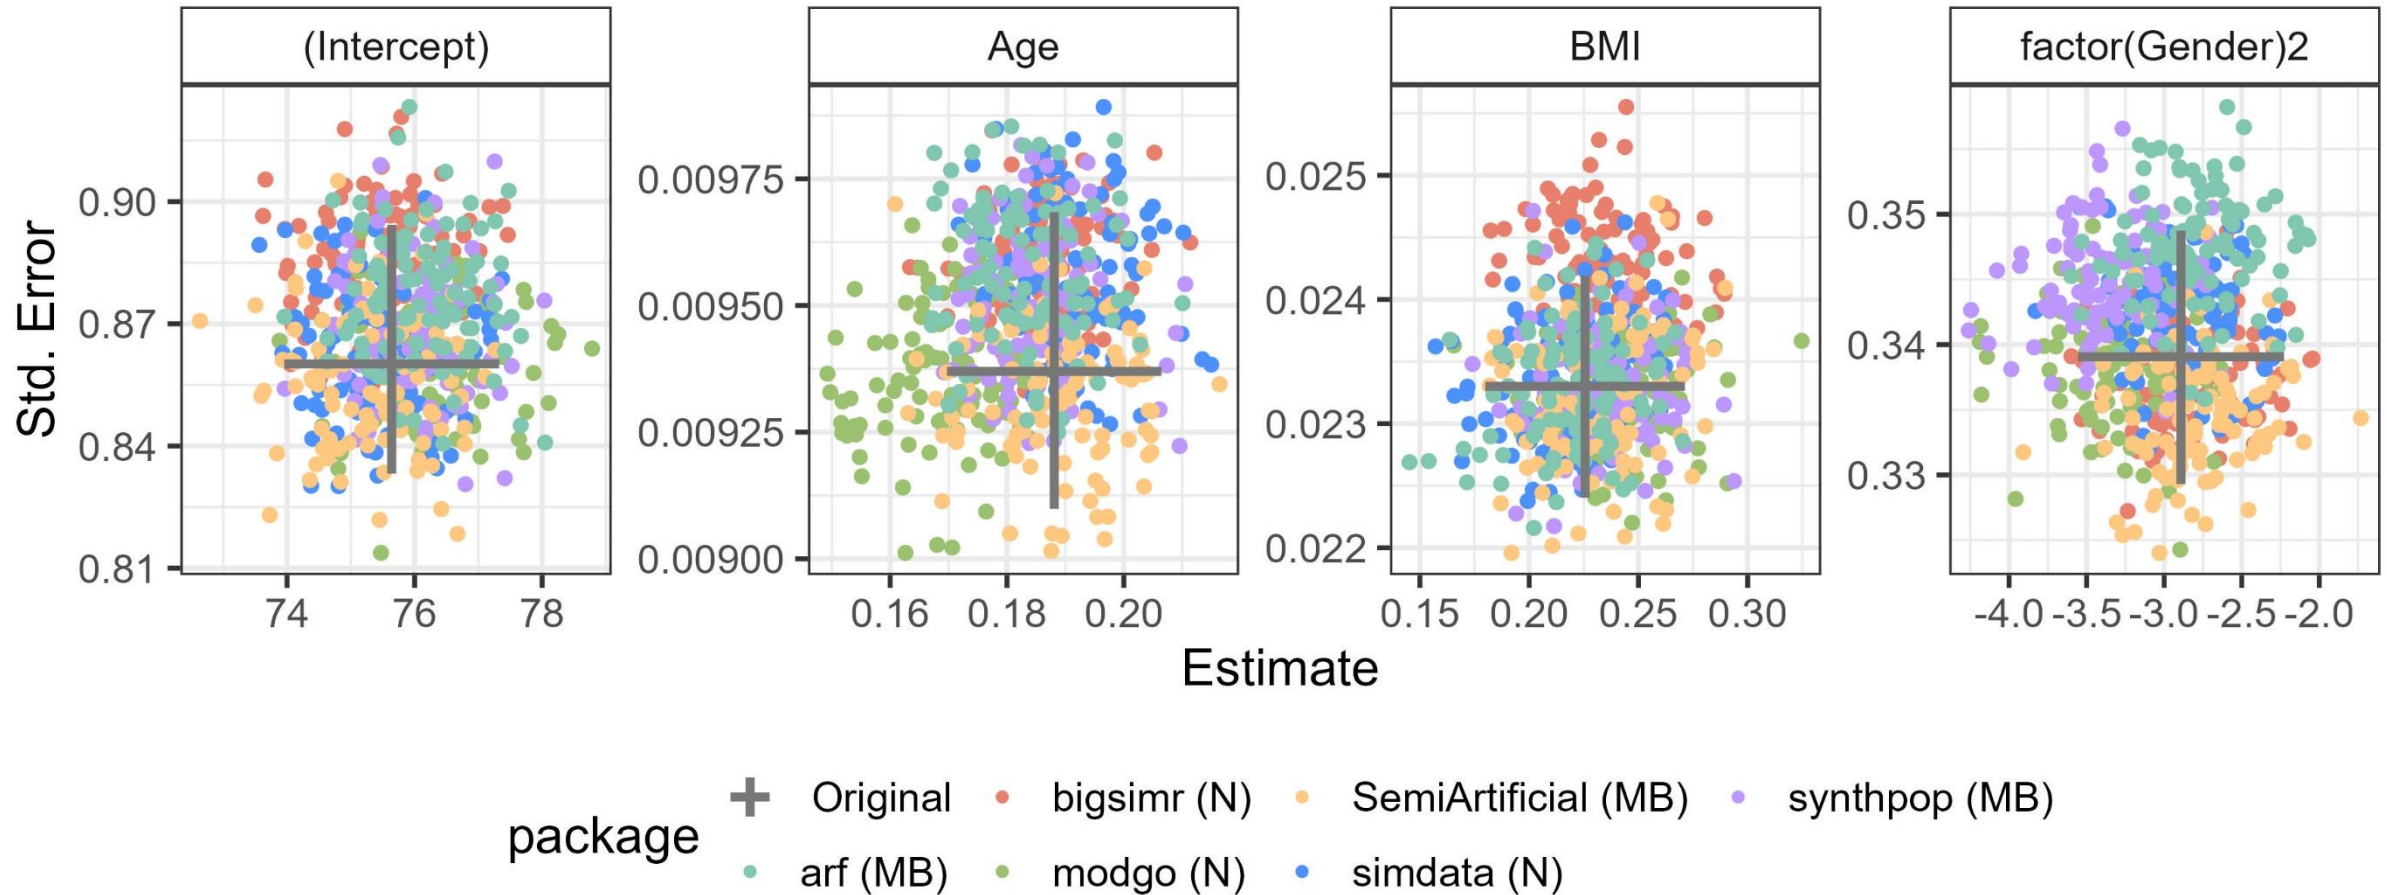 (Intercept) Age BMI factor(Gender)2
Std. Error
0.90
0.87
0.84
0.81
0.00975
0.00950
0.00925
0.00900
0.025
0.024
0.023
0.022
0.35
0.34
0.33
74 76 78 0.16 0.18 0.20 0.15 0.20 0.25 0.30 -4.0 -3.5 -3.0 -2.5 -2.0
Estimate
package
Original bigsimr (N) SemiArtificial (MB) synthpop (MB)
arf (MB) modgo (N) simdata (N)